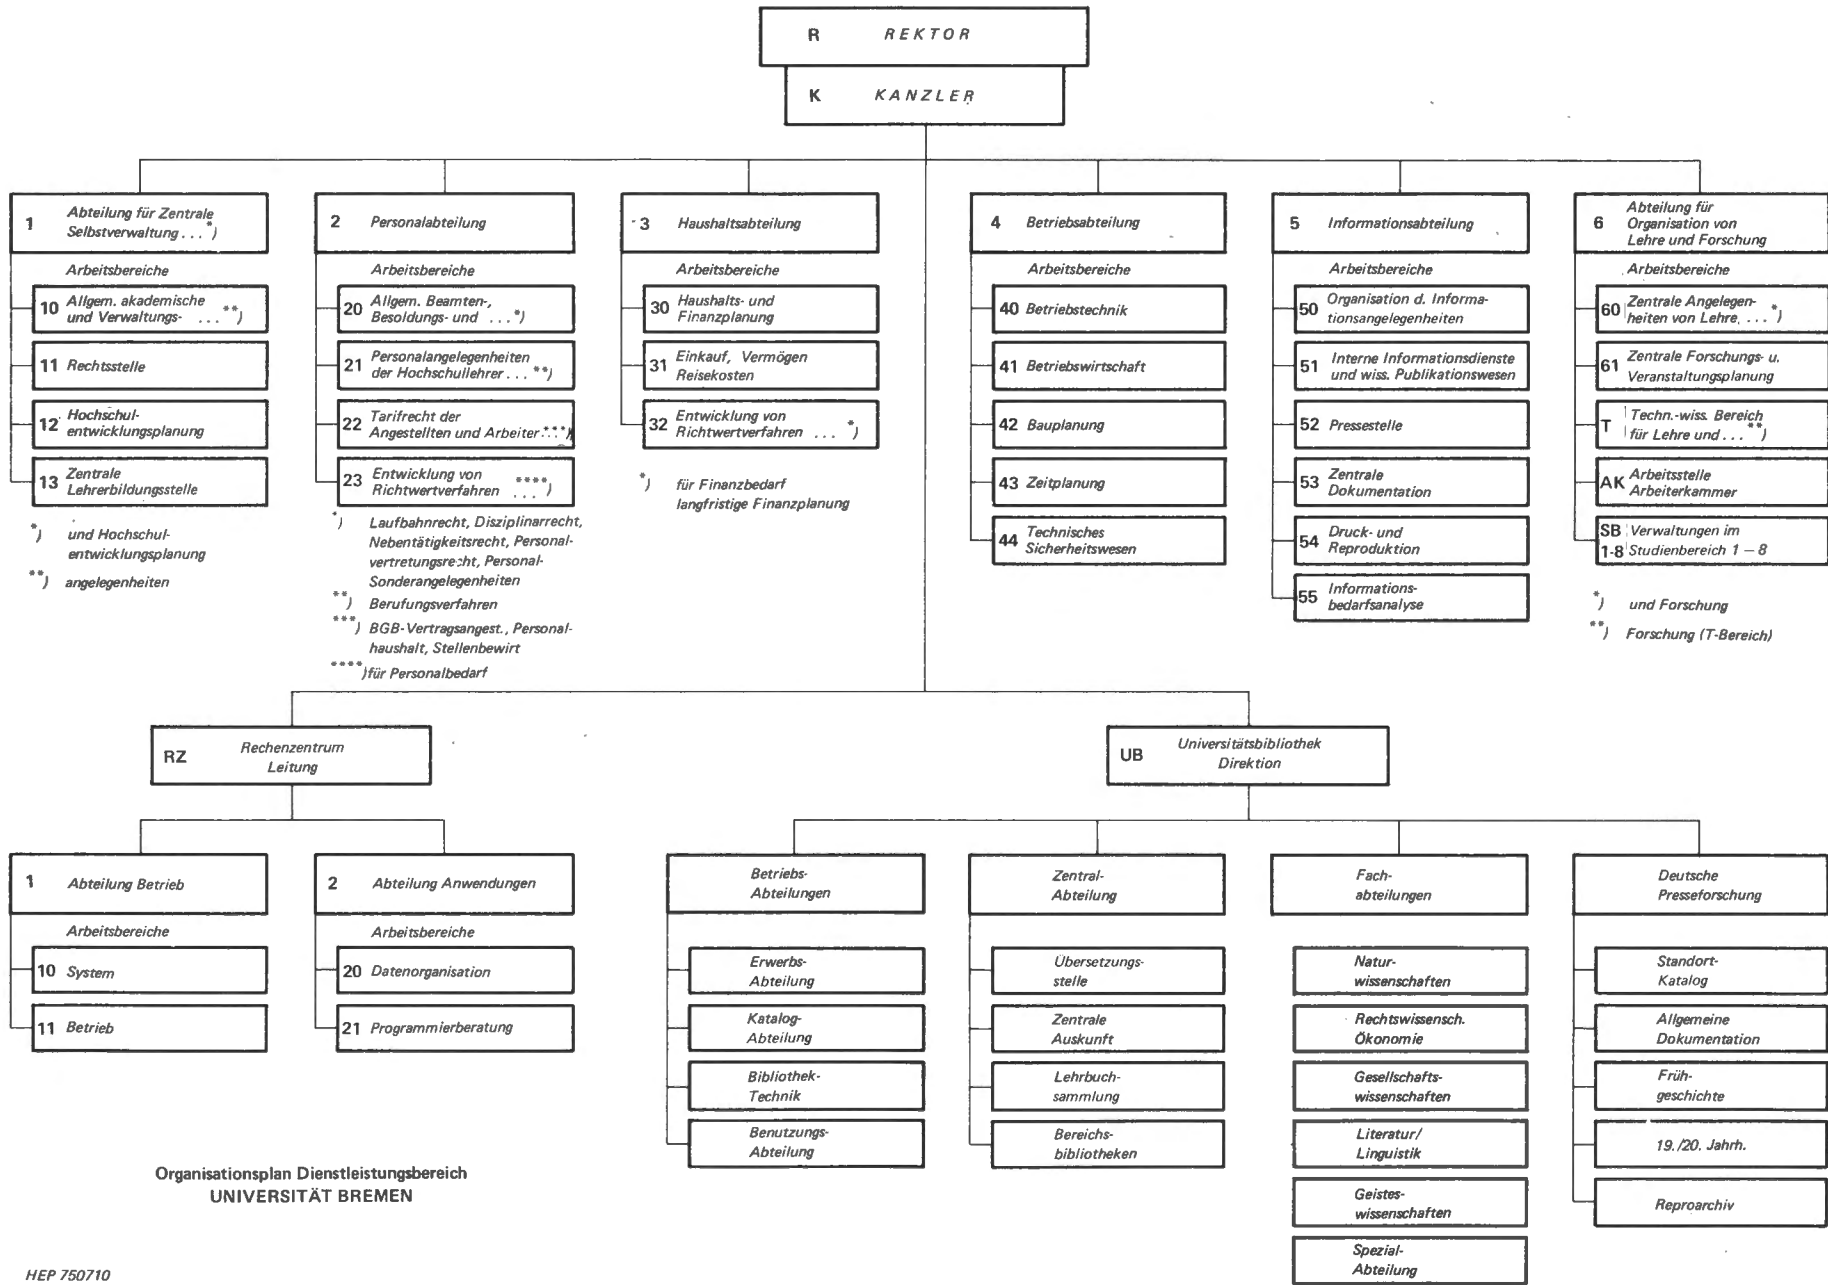 R REKTOR
K KANZLER
1 Abteilung für Zentrale
Selbstverwaltung . . . *)
Arbeitsbereiche
10 Allgem. akademische
und Verwaltungs- . . . **)
11 Rechtsstelle
12 Hochschul-
entwicklungsplanung
13 Zentrale
Lehrerbildungsstelle
*) und Hochschul-
entwicklungsplanung
**) angelegenheiten
2 Personalabteilung
Arbeitsbereiche
20 Allgem. Beamten-,
Besoldungs- und . . . *)
21 Personalangelegenheiten
der Hochschullehrer . . . **)
22 Tarifrecht der
Angestellten und Arbeiter ***)
23 Entwicklung von
Richtwertverfahren . . . ****)
*) Laufbahnrecht, Disziplinarrecht,
Nebentätigkeitsrecht, Personal-
vertretungsrecht, Personal-
Sonderangelegenheiten
**) Berufungsverfahren
***) BGB-Vertragsangest., Personal-
haushalt, Stellenbewirt
****) für Personalbedarf
3 Haushaltsabteilung
Arbeitsbereiche
30 Haushalts- und
Finanzplanung
31 Einkauf, Vermögen
Reisekosten
32 Entwicklung von
Richtwertverfahren . . . *)
*) für Finanzbedarf
langfristige Finanzplanung
4 Betriebsabteilung
Arbeitsbereiche
40 Betriebstechnik
41 Betriebswirtschaft
42 Bauplanung
43 Zeitplanung
44 Technisches
Sicherheitswesen
5 Informationsabteilung
Arbeitsbereiche
50 Organisation d. Informa-
tionsangelegenheiten
51 Interne Informationsdienste
und wiss. Publikationswesen
52 Pressestelle
53 Zentrale
Dokumentation
54 Druck- und
Reproduktion
55 Informations-
bedarfsanalyse
6 Abteilung für
Organisation von
Lehre und Forschung
Arbeitsbereiche
60 Zentrale Angelegen-
heiten von Lehre, . . . *)
61 Zentrale Forschungs- u.
Veranstaltungsplanung
T Techn.-wiss. Bereich
für Lehre und . . . **)
AK Arbeitsstelle
Arbeiterkammer
SB Verwaltungen im
1-8 Studienbereich 1 – 8
*) und Forschung
**) Forschung (T-Bereich)
RZ Rechenzentrum
Leitung
1 Abteilung Betrieb
Arbeitsbereiche
10 System
11 Betrieb
2 Abteilung Anwendungen
Arbeitsbereiche
20 Datenorganisation
21 Programmierberatung
UB Universitätsbibliothek
Direktion
Betriebs-
Abteilungen
Erwerbs-
Abteilung
Katalog-
Abteilung
Bibliothek-
Technik
Benutzungs-
Abteilung
Zentral-
Abteilung
Übersetzungs-
stelle
Zentrale
Auskunft
Lehrbuch-
sammlung
Bereichs-
bibliotheken
Fach-
abteilungen
Natur-
wissenschaften
Rechtswissensch.
Ökonomie
Gesellschafts-
wissenschaften
Literatur/
Linguistik
Geistes-
wissenschaften
Spezial-
Abteilung
Deutsche
Presseforschung
Standort-
Katalog
Allgemeine
Dokumentation
Früh-
geschichte
19./20. Jahrh.
Reproarchiv
Organisationsplan Dienstleistungsbereich
UNIVERSITÄT BREMEN
HEP 750710